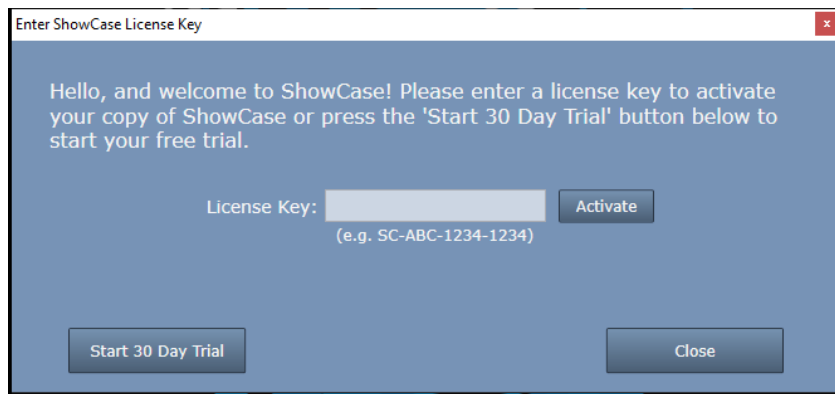 Enter ShowCase License Key
x
Hello, and welcome to ShowCase! Please enter a license key to activate
your copy of ShowCase or press the 'Start 30 Day Trial' button below to
start your free trial.
License Key: Activate
(e.g. SC-ABC-1234-1234)
Start 30 Day Trial Close